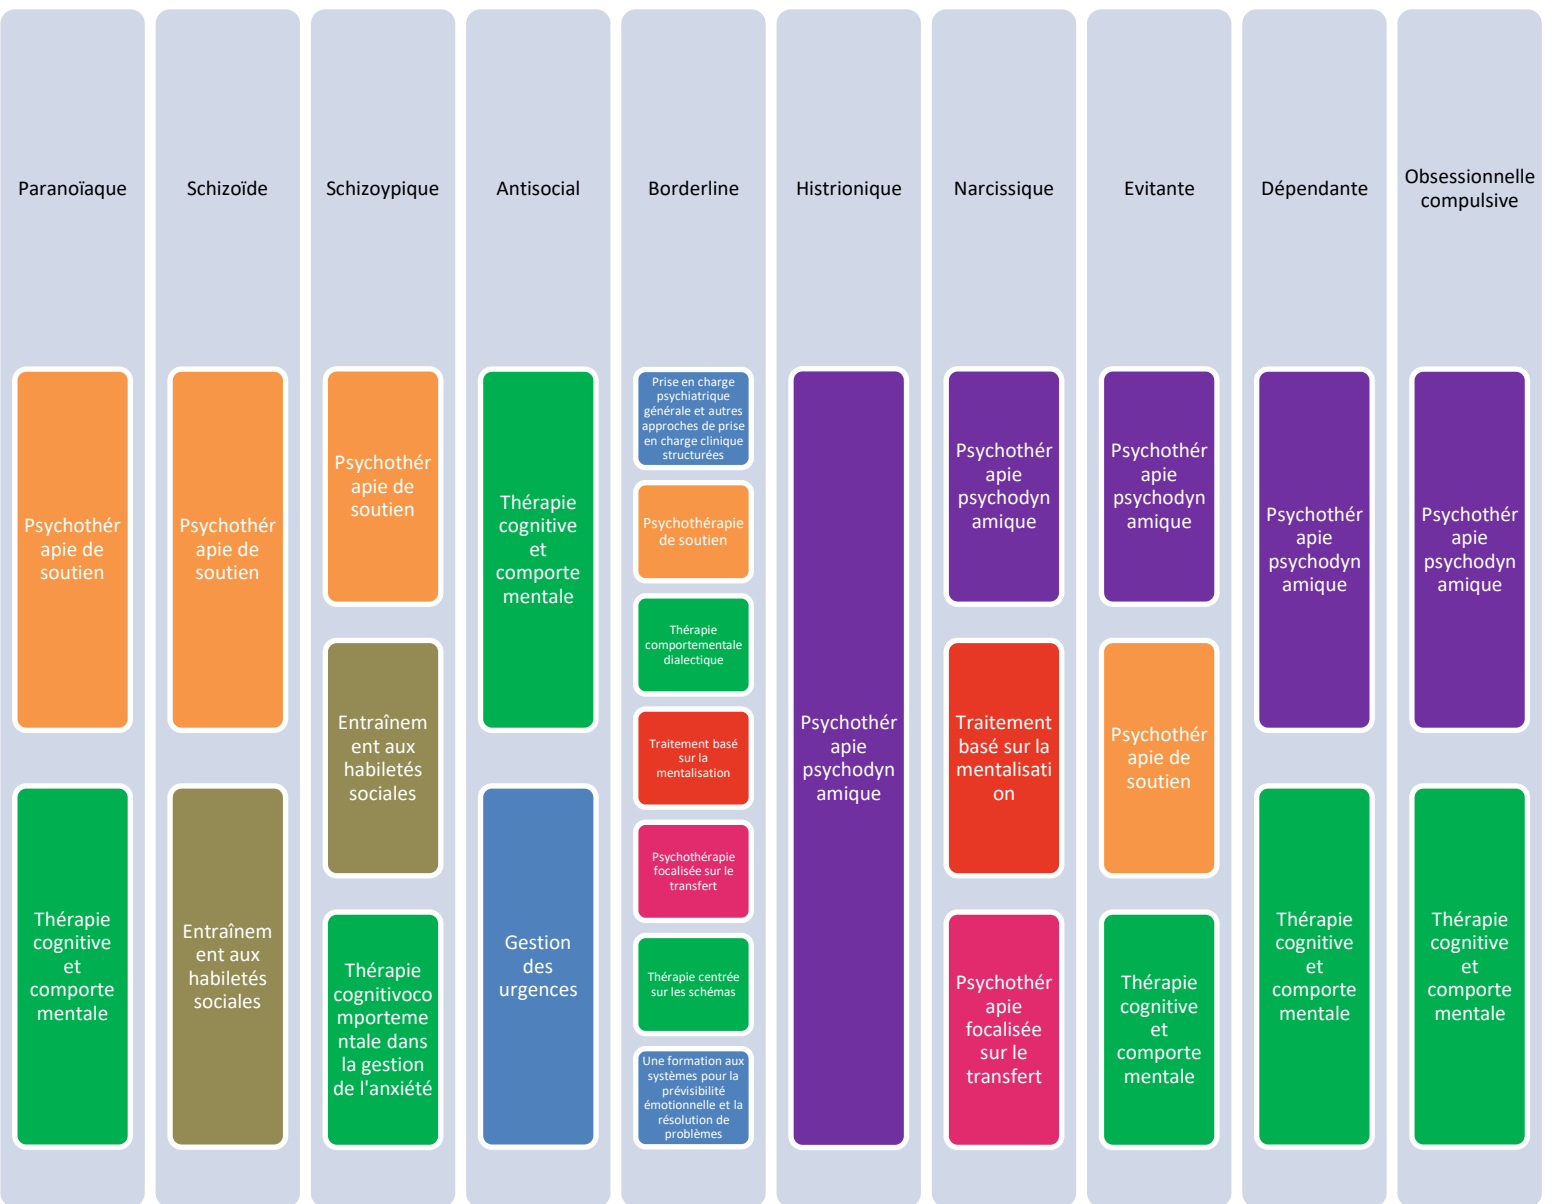 Paranoïaque
Psychothér
apie de
soutien
Thérapie
cognitive
et
comporte
mentale
Schizoïde
Psychothér
apie de
soutien
Entraînem
ent aux
habiletés
sociales
Schizoypique
Psychothér
apie de
soutien
Entraînem
ent aux
habiletés
sociales
Thérapie
cognitivoco
mporteme
ntale dans
la gestion
de l'anxiété
Antisocial
Thérapie
cognitive
et
comporte
mentale
Gestion
des
urgences
Borderline
Prise en charge
psychiatrique
générale et autres
approches de prise
en charge clinique
structurées
Psychothérapie
de soutien
Thérapie
comportementale
dialectique
Traitement basé
sur la
mentalisation
Psychothérapie
focalisée sur le
transfert
Thérapie centrée
sur les schémas
Une formation aux
systèmes pour la
prévisibilité
émotionnelle et la
résolution de
problèmes
Histrionique
Psychothér
apie
psychodyn
amique
Narcissique
Psychothér
apie
psychodyn
amique
Traitement
basé sur la
mentalisati
on
Psychothér
apie
focalisée
sur le
transfert
Evitante
Psychothér
apie
psychodyn
amique
Psychothér
apie de
soutien
Thérapie
cognitive
et
comporte
mentale
Dépendante
Psychothér
apie
psychodyn
amique
Thérapie
cognitive
et
comporte
mentale
Obsessionnelle
compulsive
Psychothér
apie
psychodyn
amique
Thérapie
cognitive
et
comporte
mentale